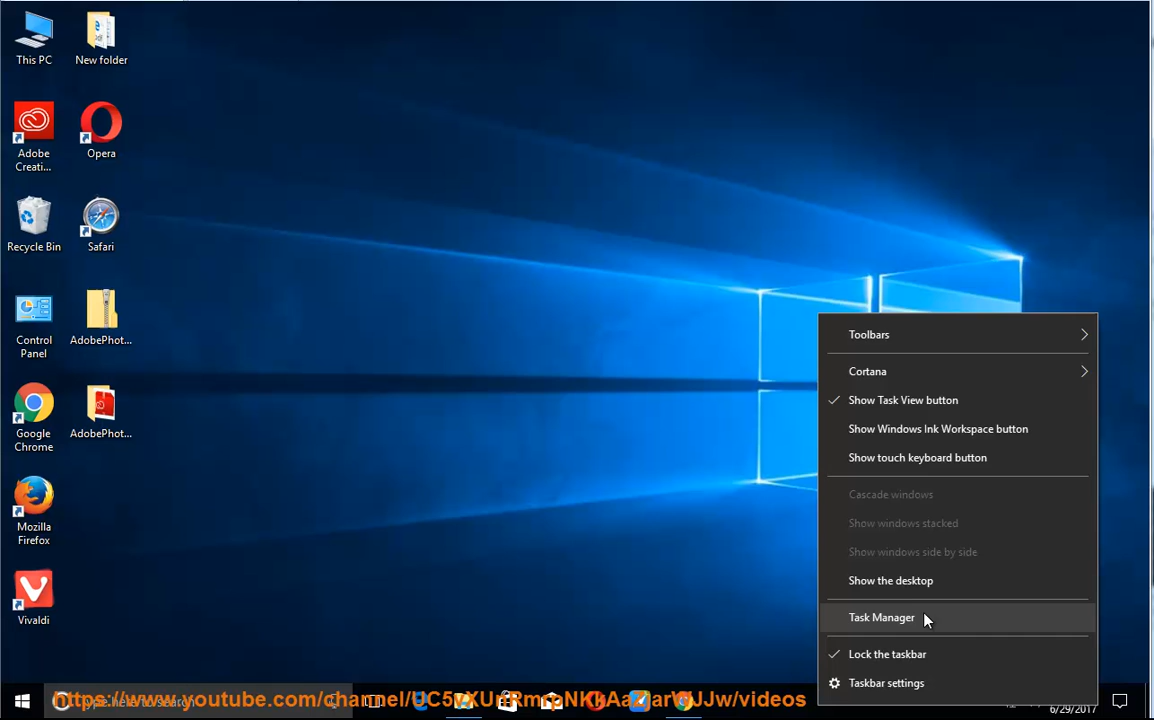 This PC
New folder
Adobe
Creati...
Opera
Recycle Bin
Safari
Control
Panel
AdobePhot...
Google
Chrome
AdobePhot...
Mozilla
Firefox
Vivaldi
Toolbars
Cortana
Show Task View button
Show Windows Ink Workspace button
Show touch keyboard button
Cascade windows
Show windows stacked
Show windows side by side
Show the desktop
Task Manager
Lock the taskbar
Taskbar settings
6/29/2017